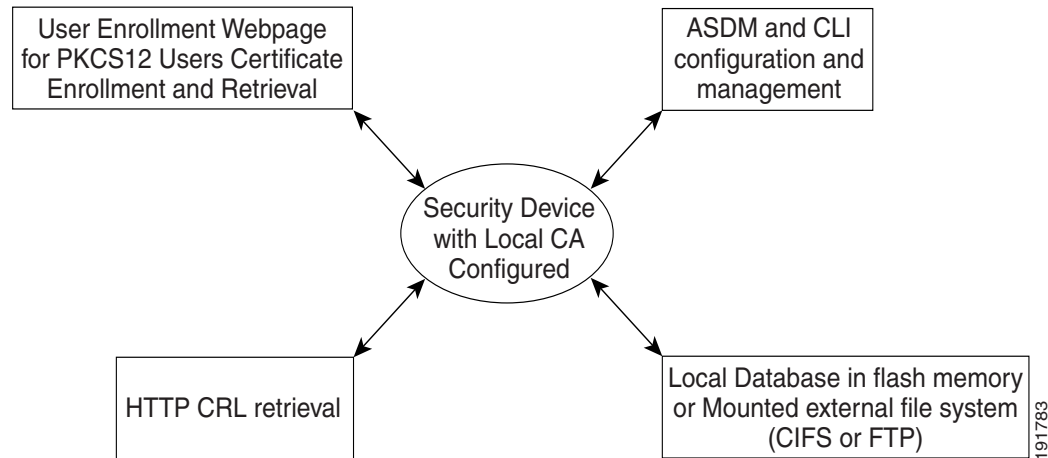 User Enrollment Webpage
for PKCS12 Users Certificate
Enrollment and Retrieval
ASDM and CLI
configuration and
management
Security Device
with Local CA
Configured
HTTP CRL retrieval
Local Database in flash memory
or Mounted external file system
(CIFS or FTP)
191783